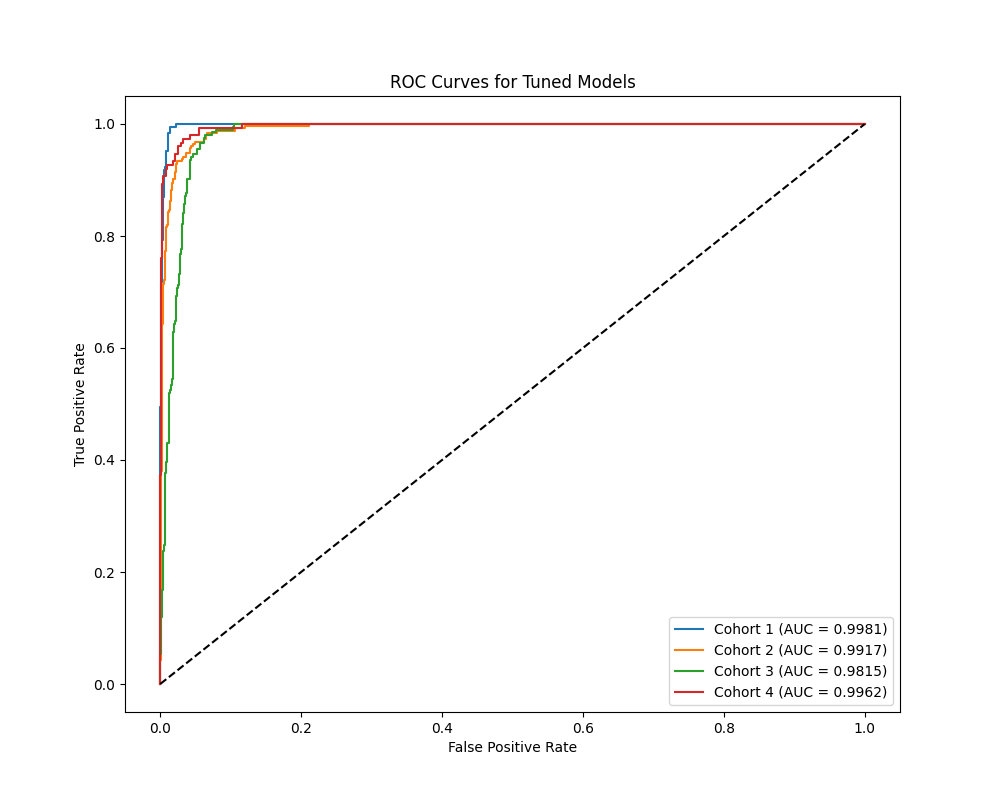 ROC Curves for Tuned Models
1.0
0.8
0.6
0.4
0.2
0.0
True Positive Rate
0.0 0.2 0.4 0.6 0.8 1.0
False Positive Rate
Cohort 1 (AUC = 0.9981)
Cohort 2 (AUC = 0.9917)
Cohort 3 (AUC = 0.9815)
Cohort 4 (AUC = 0.9962)